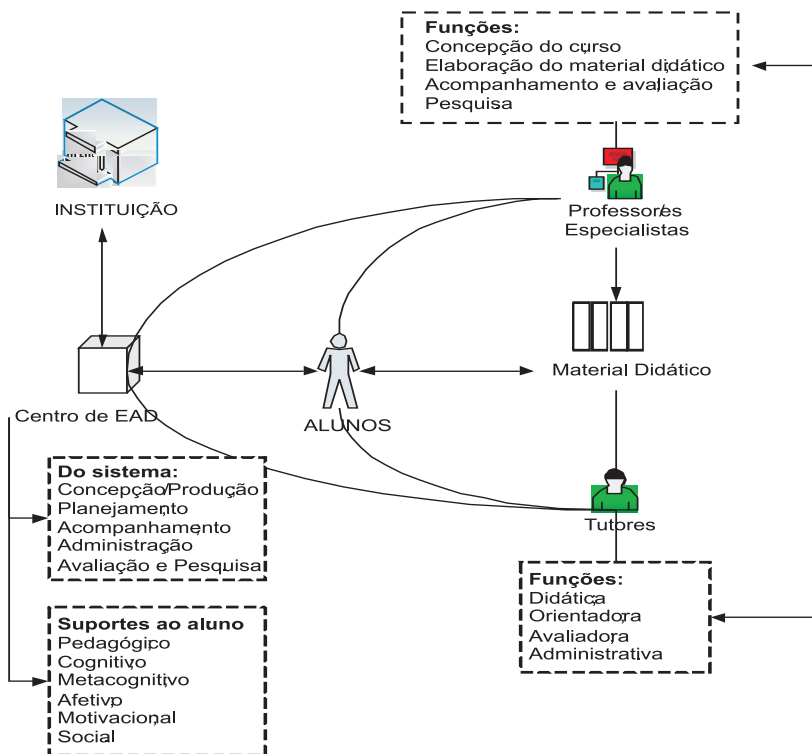 Funções:
Concepção do curso
Elaboração do material didático
Acompanhamento e avaliação
Pesquisa
INSTITUIÇÃO
Professores/
Especialistas
Material Didático
Centro de EAD
ALUNOS
Do sistema:
Concepção/Produção
Planejamento
Acompanhamento
Administração
Avaliação e Pesquisa
Tutores
Funções:
Didática
Orientadora
Avaliadora
Administrativa
Suportes ao aluno
Pedagógico
Cognitivo
Metacognitivo
Afetivo
Motivacional
Social